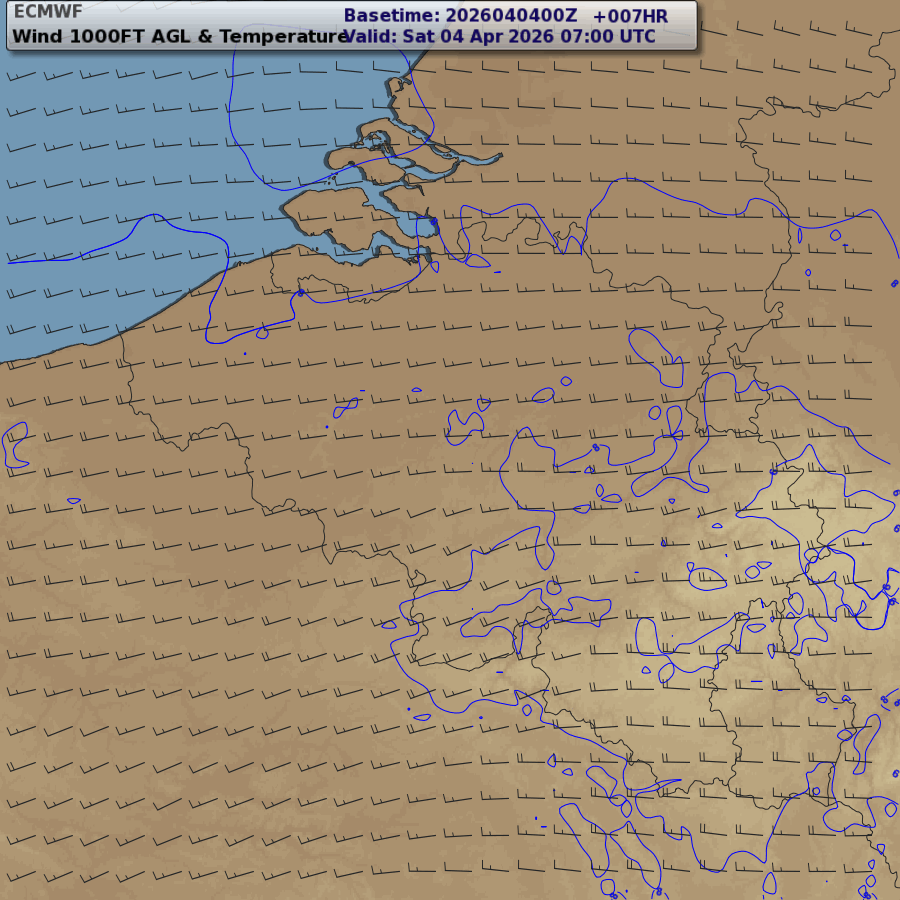 ECMWF
Basetime: 2026040400Z +007HR
Wind 1000FT AGL & Temperature
Valid: Sat 04 Apr 2026 07:00 UTC